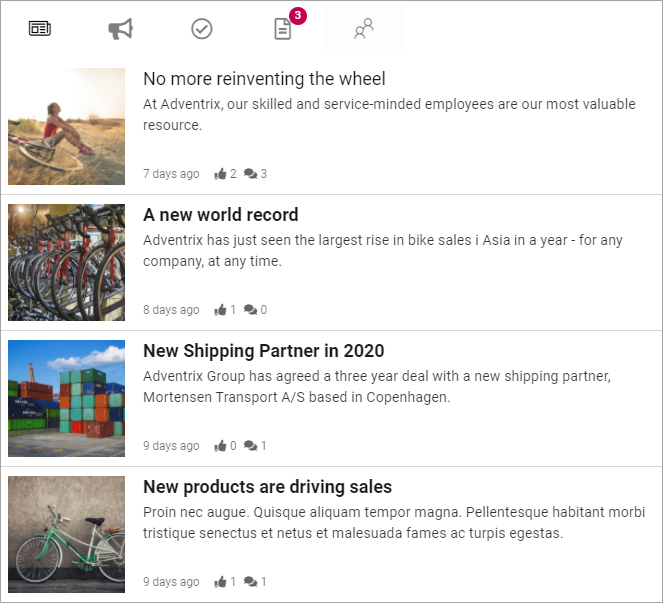 3
No more reinventing the wheel
At Adventrix, our skilled and service-minded employees are our most valuable
resource.
7 days ago 2 3
A new world record
Adventrix has just seen the largest rise in bike sales i Asia in a year - for any
company, at any time.
8 days ago 1 0
New Shipping Partner in 2020
Adventrix Group has agreed a three year deal with a new shipping partner,
Mortensen Transport A/S based in Copenhagen.
9 days ago 0 1
New products are driving sales
Proin nec augue. Quisque aliquam tempor magna. Pellentesque habitant morbi
tristique senectus et netus et malesuada fames ac turpis egestas.
9 days ago 1 1